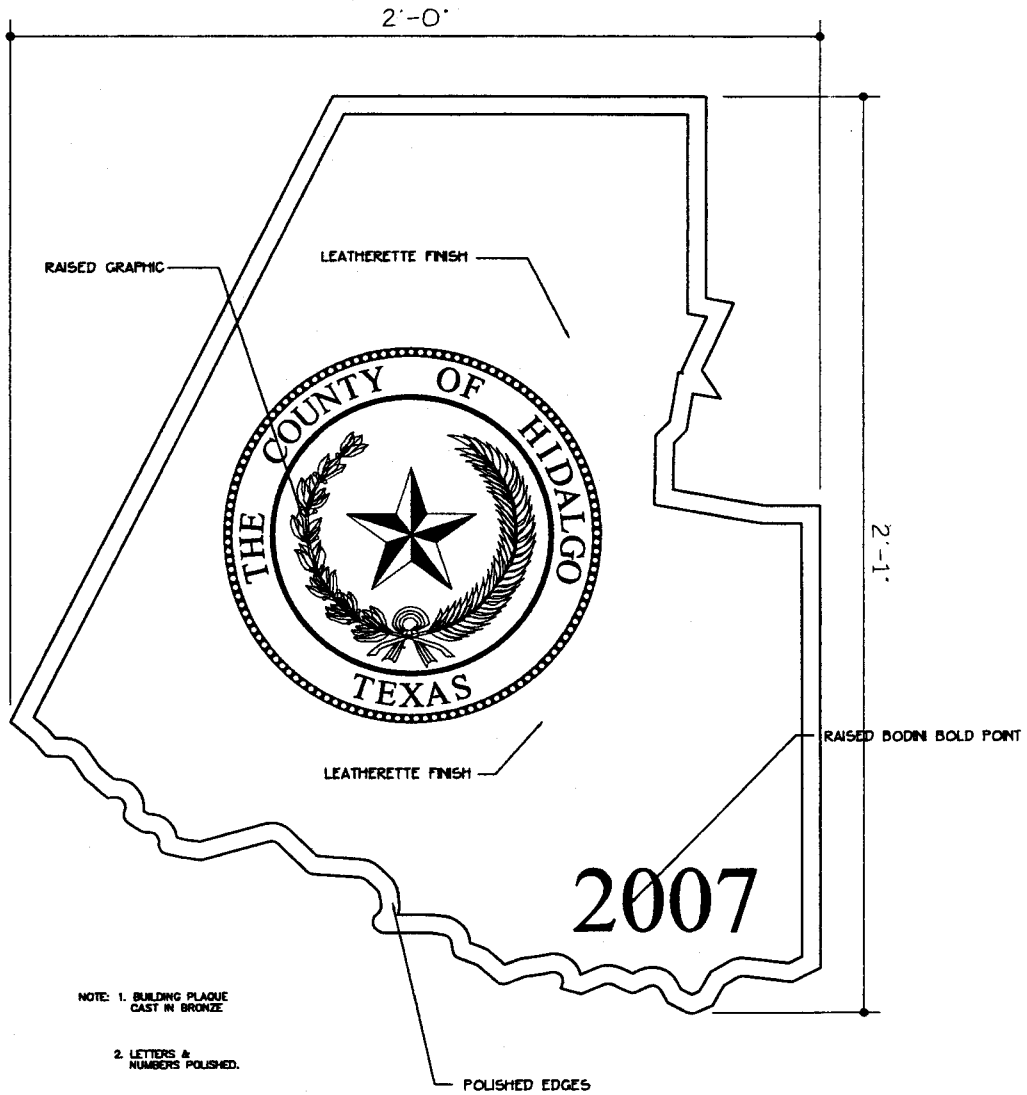 2'-0"
RAISED GRAPHIC
LEATHERETTE FINISH
THE COUNTY OF HIDALGO
TEXAS
2'-1"
RAISED BODINI BOLD POINT
LEATHERETTE FINISH
2007
NOTE: 1. BUILDING PLAQUE
CAST IN BRONZE
2. LETTERS &
NUMBERS POLISHED.
POLISHED EDGES